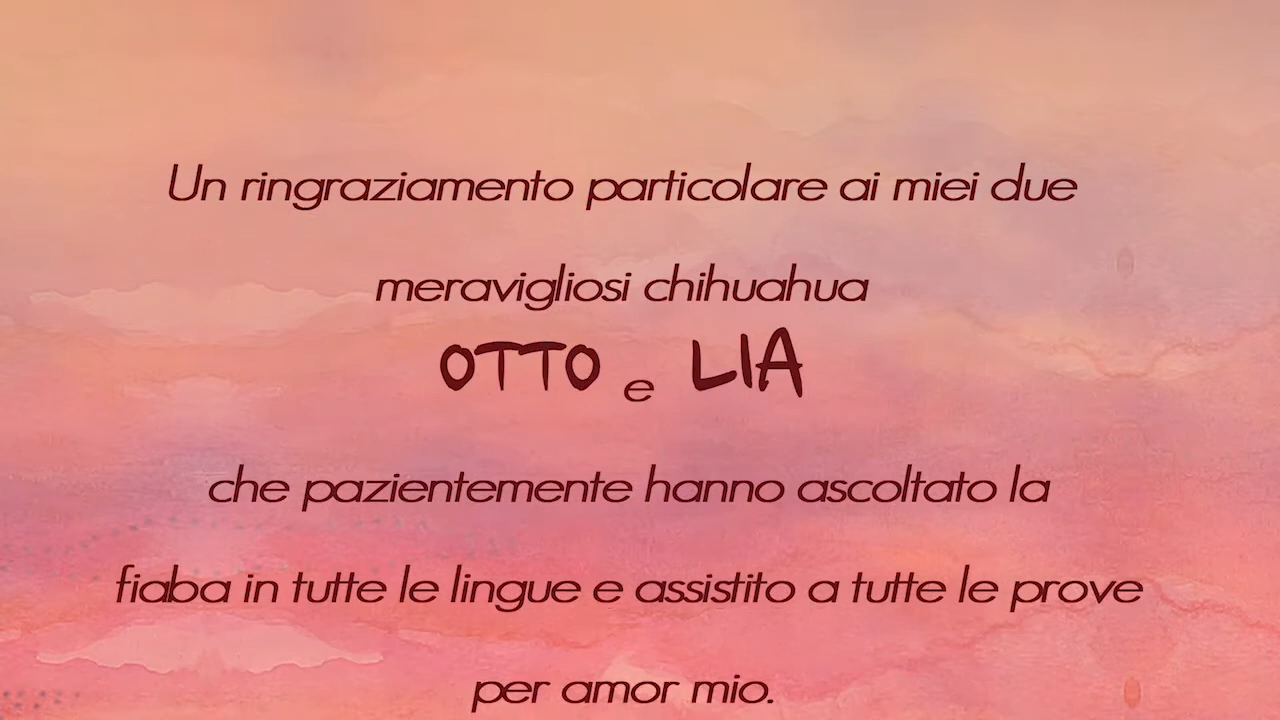 Un ringraziamento particolare ai miei due
meravigliosi chihuahua
OTTO e LIA
che pazientemente hanno ascoltato la
fiaba in tutte le lingue e assistito a tutte le prove
per amor mio.